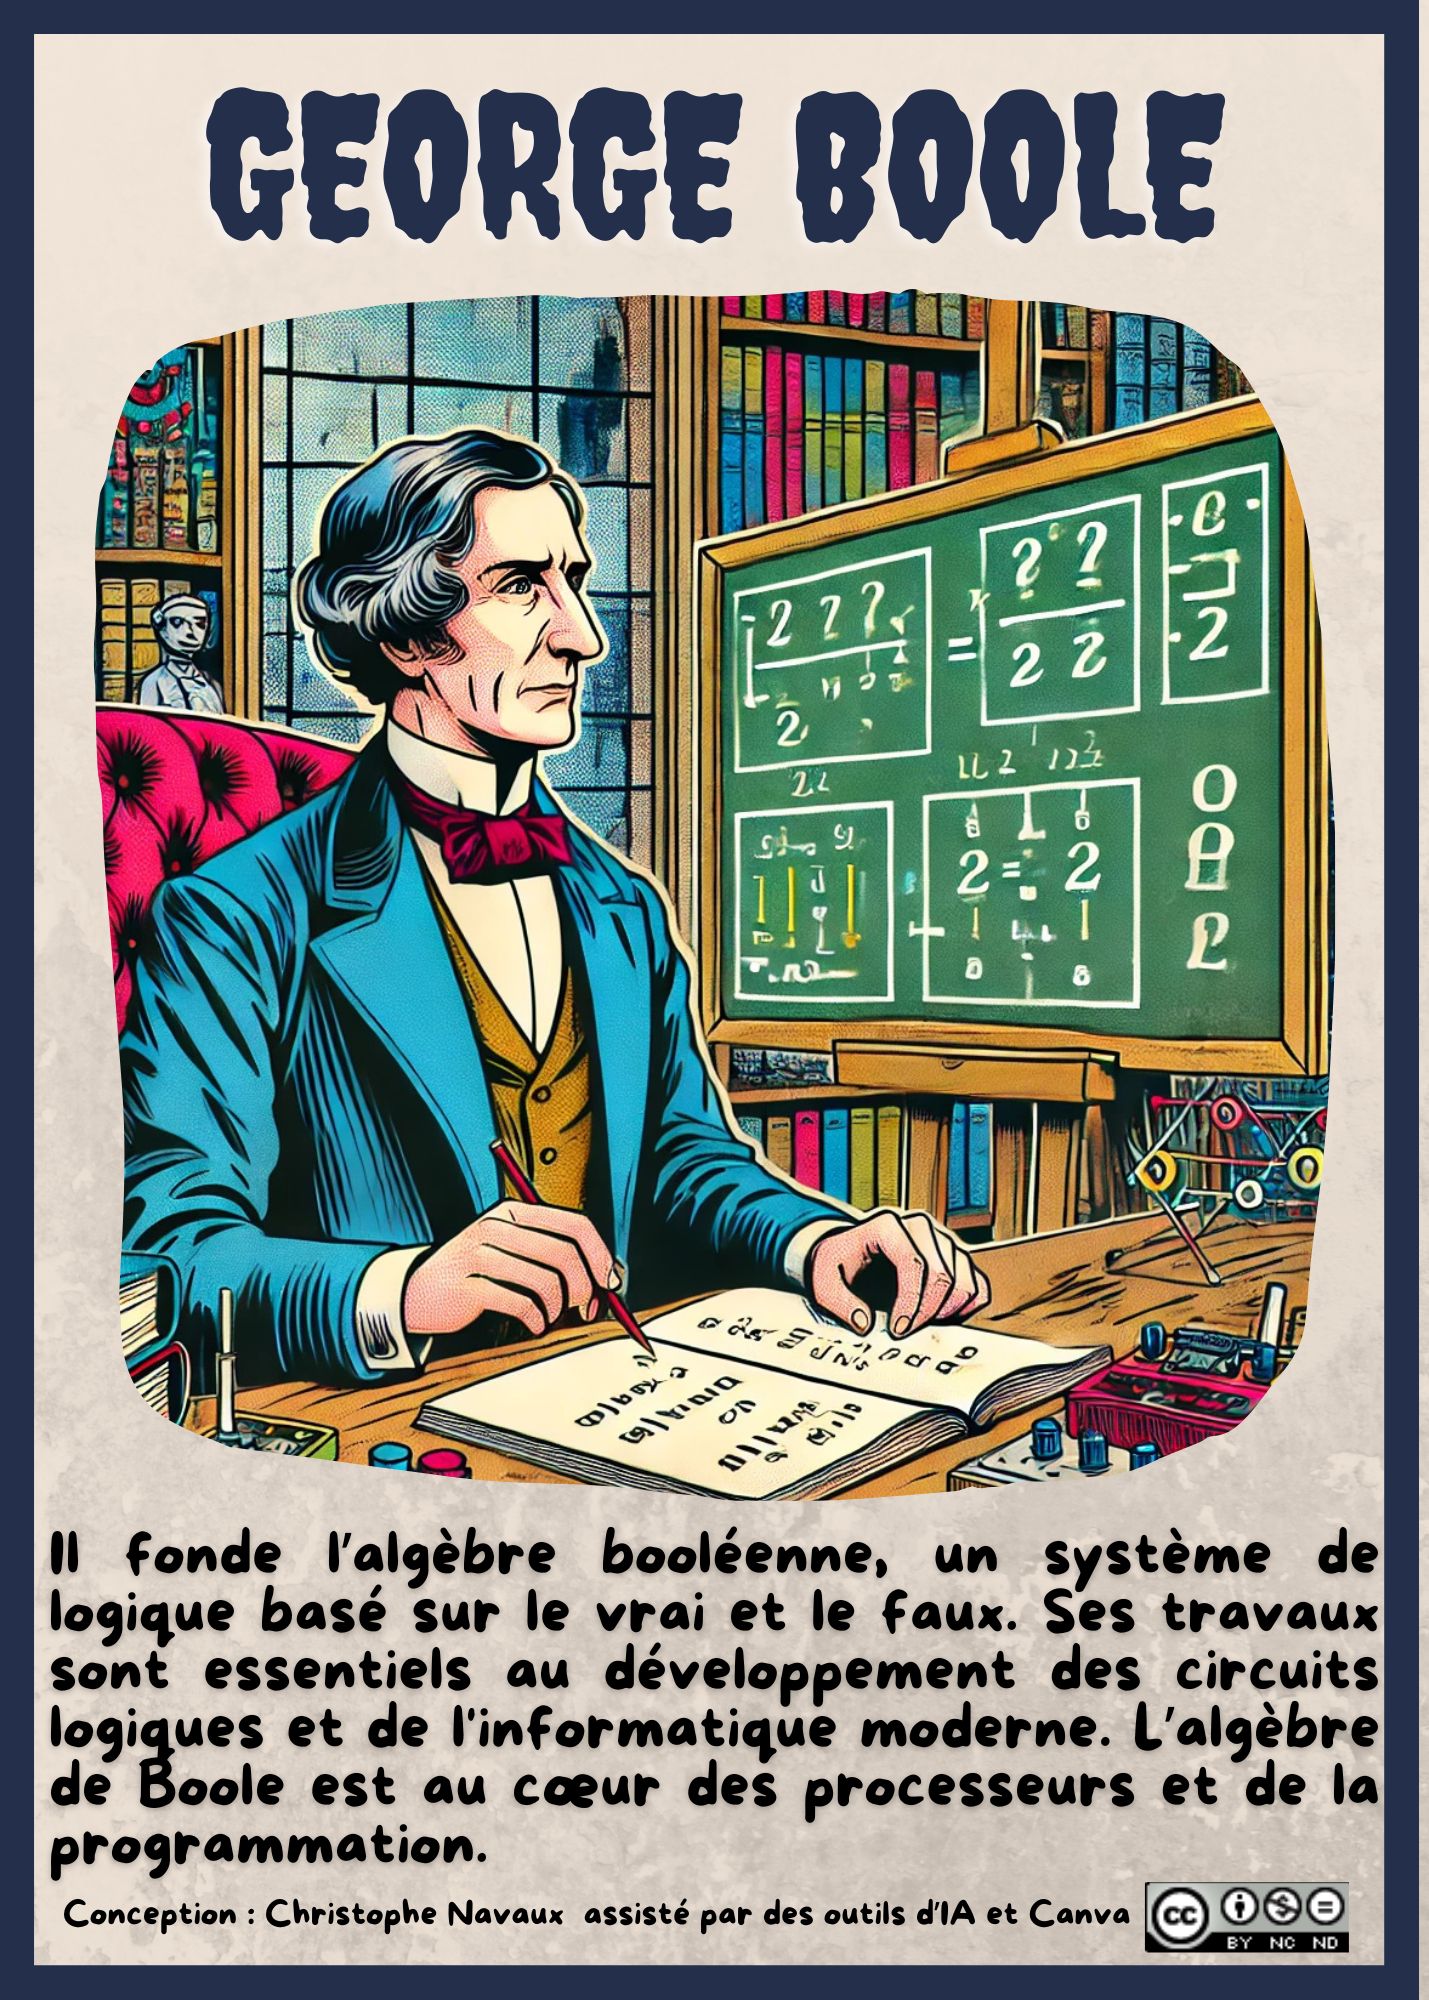 GEORGE BOOLE
Il fonde l'algèbre booléenne, un système de
logique basé sur le vrai et le faux. Ses travaux
sont essentiels au développement des circuits
logiques et de l'informatique moderne. L'algèbre
de Boole est au cœur des processeurs et de la
programmation.
Conception : Christophe Navaux assisté par des outils d'IA et Canva
cc BY NC ND